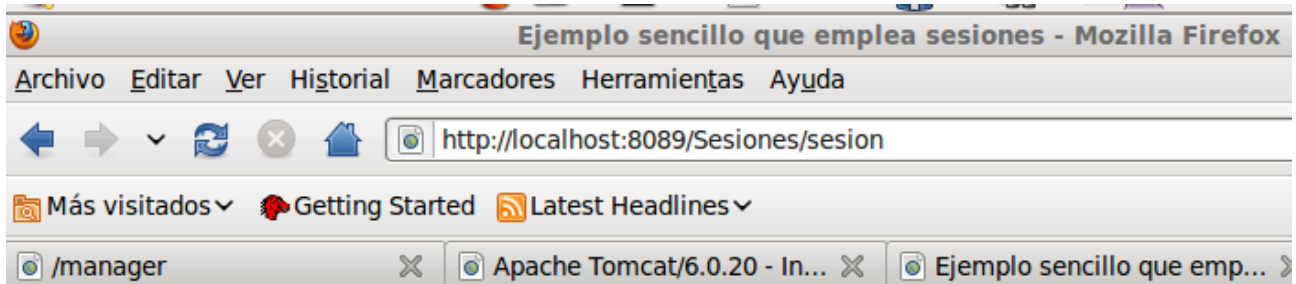 Ejemplo sencillo que emplea sesiones - Mozilla Firefox
Archivo Editar Ver Historial Marcadores Herramientas Ayuda
http://localhost:8089/Sesiones/sesion
Más visitados Getting Started Latest Headlines
/manager Apache Tomcat/6.0.20 - In... Ejemplo sencillo que emp...